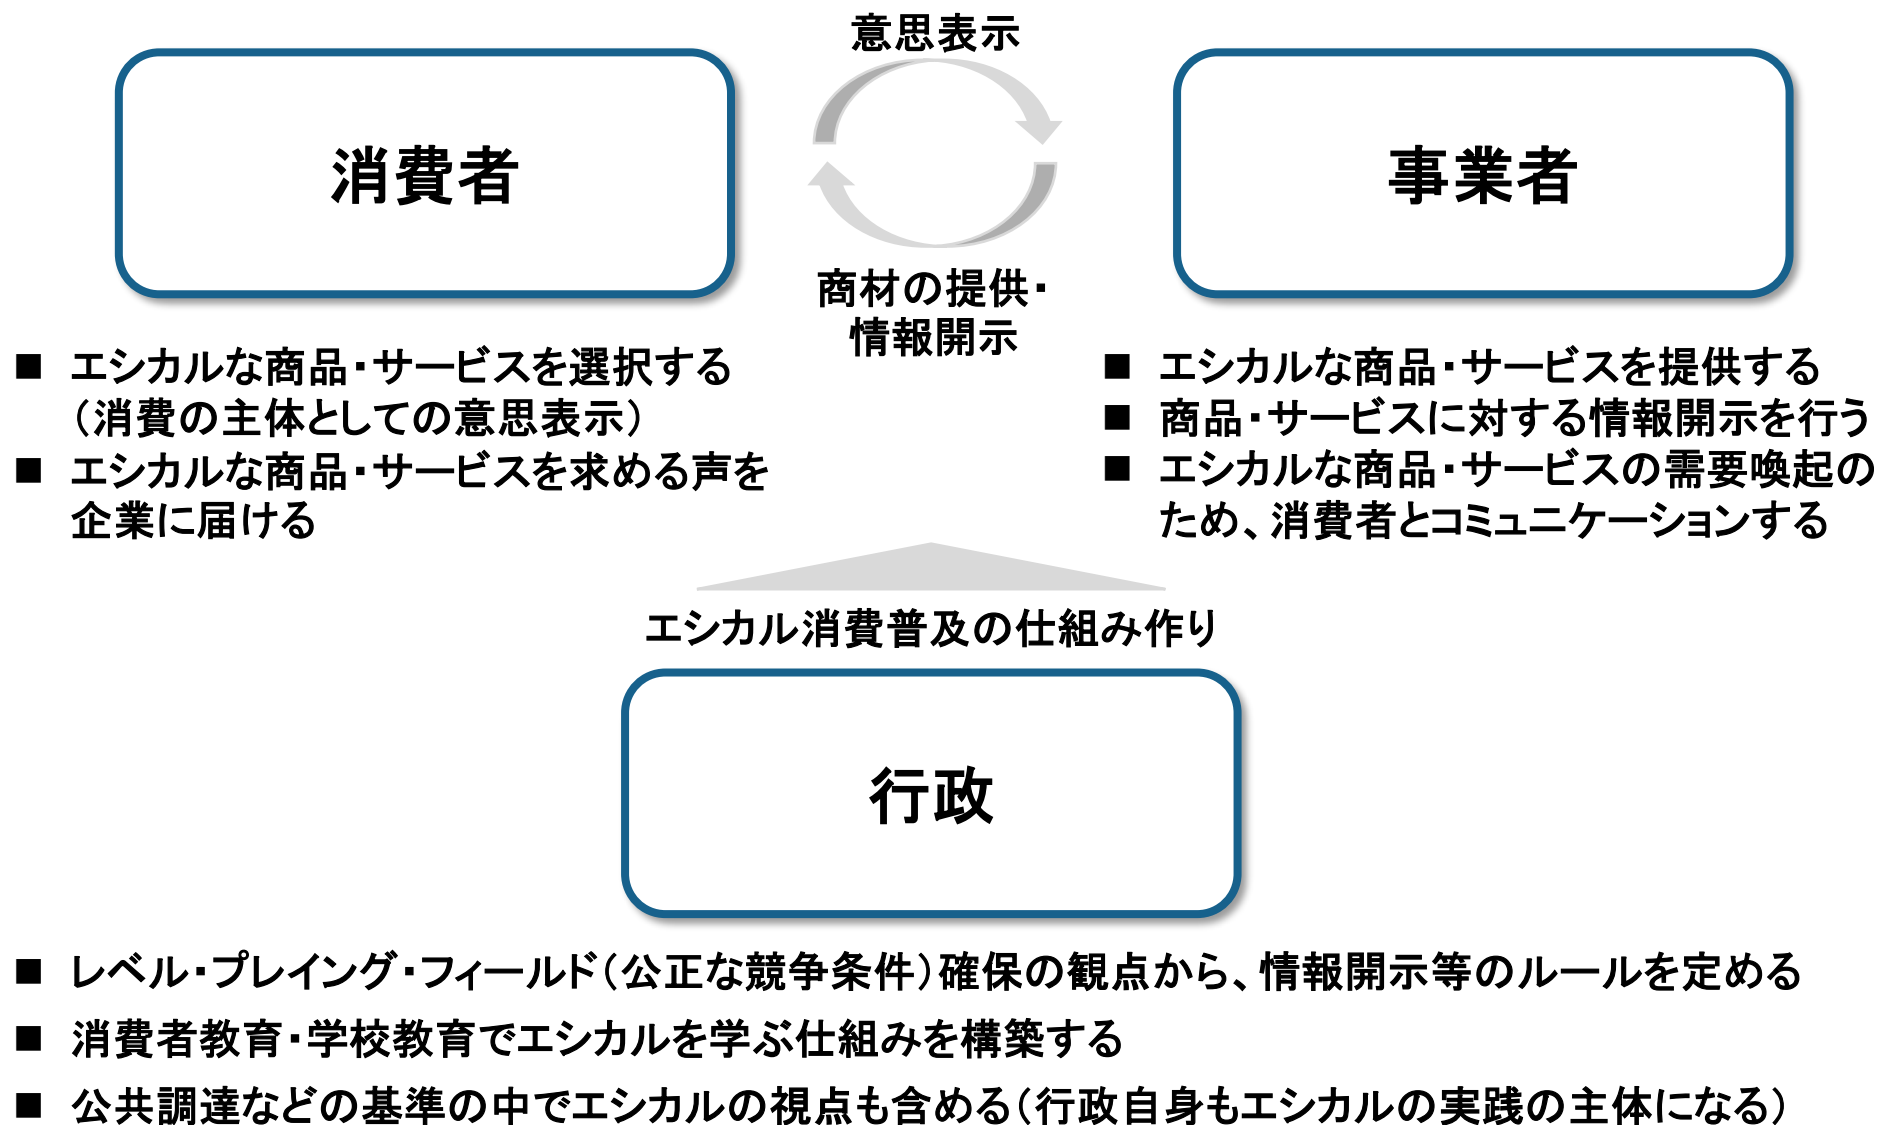 意思表示
消費者
事業者
商材の提供・
情報開示
■ エシカルな商品・サービスを選択する
（消費の主体としての意思表示）
■ エシカルな商品・サービスを求める声を
企業に届ける
■ エシカルな商品・サービスを提供する
■ 商品・サービスに対する情報開示を行う
■ エシカルな商品・サービスの需要喚起の
ため、消費者とコミュニケーションする
エシカル消費普及の仕組み作り
行政
■ レベル・プレイング・フィールド（公正な競争条件）確保の観点から、情報開示等のルールを定める
■ 消費者教育・学校教育でエシカルを学ぶ仕組みを構築する
■ 公共調達などの基準の中でエシカルの視点も含める（行政自身もエシカルの実践の主体になる）